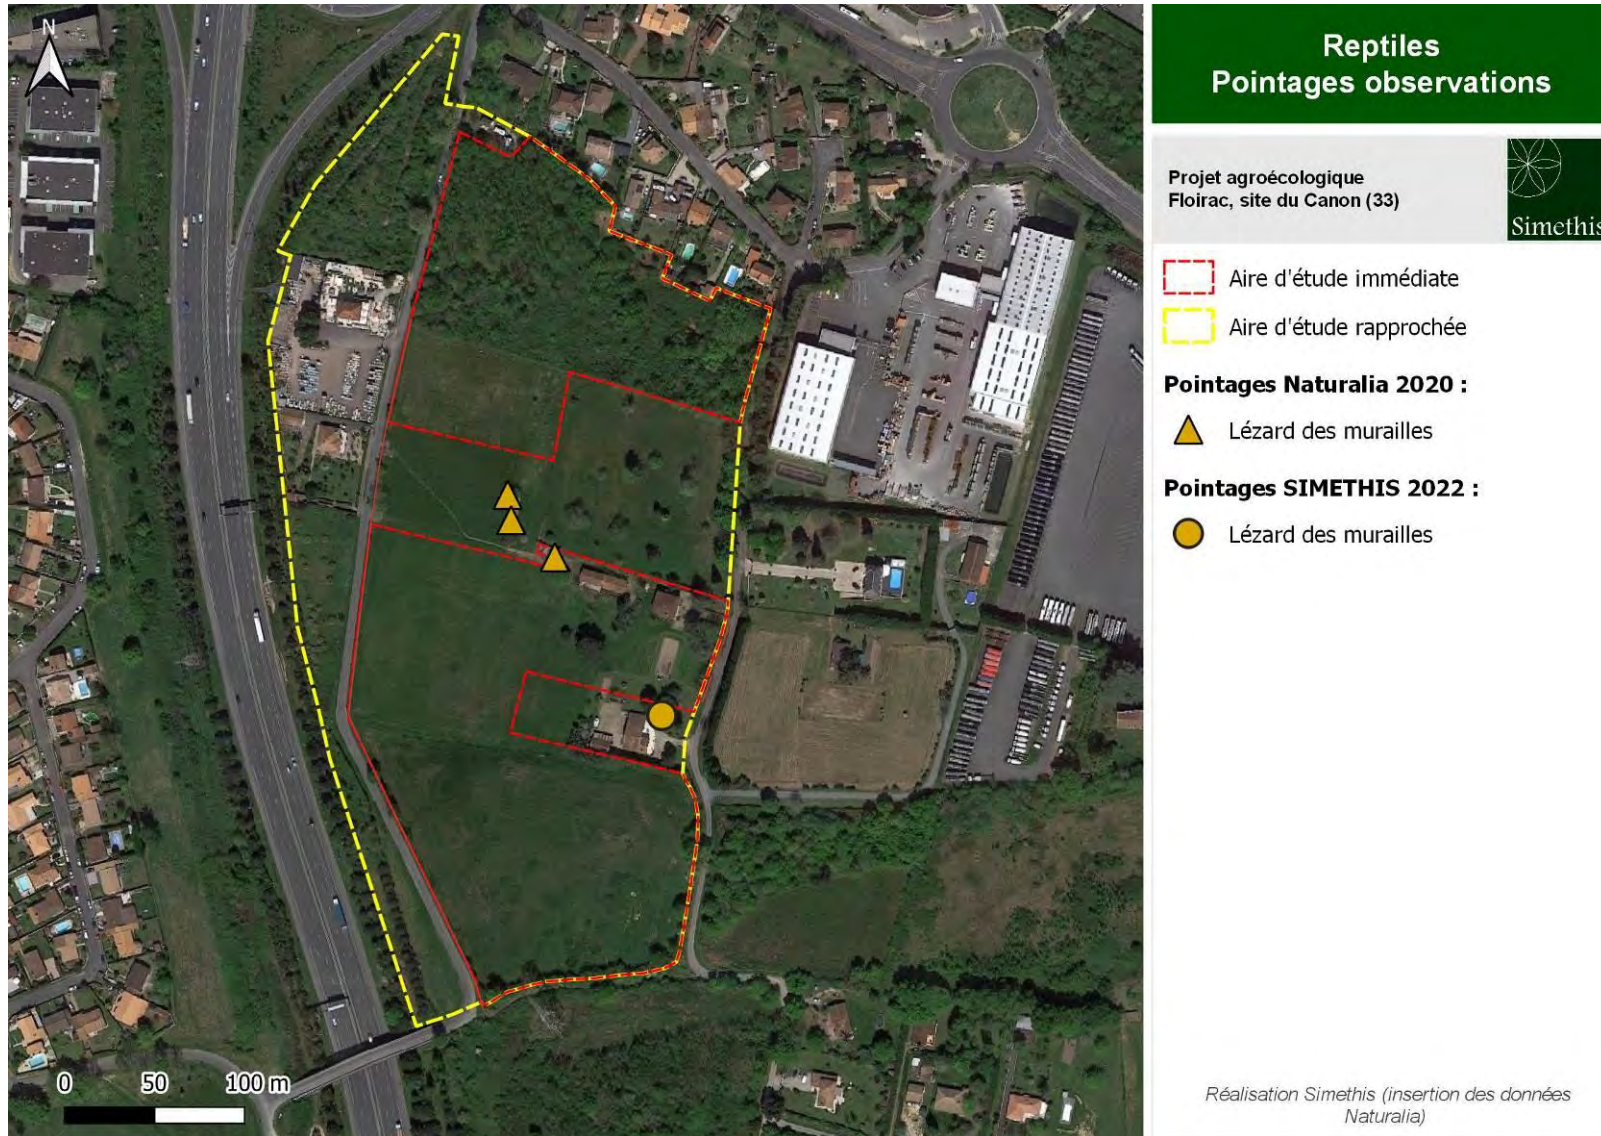 N
0 50 100 m
Reptiles
Pointages observations
Projet agroécologique
Floirac, site du Canon (33)
Simethis
Aire d'étude immédiate
Aire d'étude rapprochée
Pointages Naturalia 2020 :
Lézard des murailles
Pointages SIMETHIS 2022 :
Lézard des murailles
Réalisation Simethis (insertion des données
Naturalia)